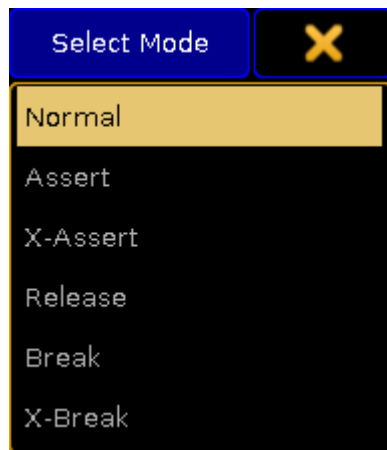 Select Mode
Normal
Assert
X-Assert
Release
Break
X-Break